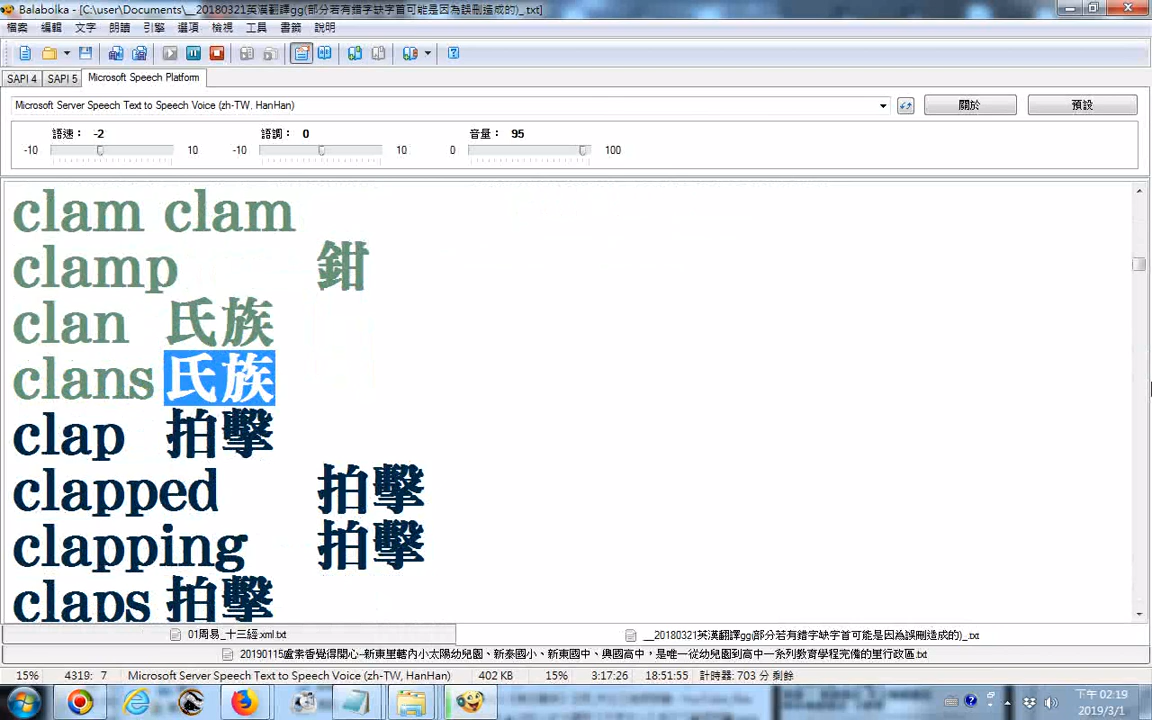 Balabolka - [C:\user\Documents\__20180321英漢翻譯gg(部分若有錯字缺字首可能是因為誤刪造成的)_.txt]
檔案 編輯 文字 朗讀 引擎 選項 檢視 工具 書籤 說明
SAPI 4 SAPI 5 Microsoft Speech Platform
Microsoft Server Speech Text to Speech Voice (zh-TW, HanHan) 關於 預設
語速： -2 語調： 0 音量： 95
-10 10 -10 10 0 100
clam clam
clamp 鉗
clan 氏族
clans 氏族
clap 拍擊
clapped 拍擊
clapping 拍擊
claps 拍擊
01周易_十三經.xml.txt __20180321英漢翻譯gg(部分若有錯字缺字首可能是因為誤刪造成的)_.txt
20190115盧素香覺得開心-新東里轄內小太陽幼兒園、新泰國小、新東國中、興國高中，是唯一從幼兒園到高中一系列教育學程完備的里行政區.txt
15% 4319: 7 Microsoft Server Speech Text to Speech Voice (zh-TW, HanHan) 402 KB 15% 3:17:26 18:51:55 計時器: 703 分 剩餘
下午 02:19
2019/3/1